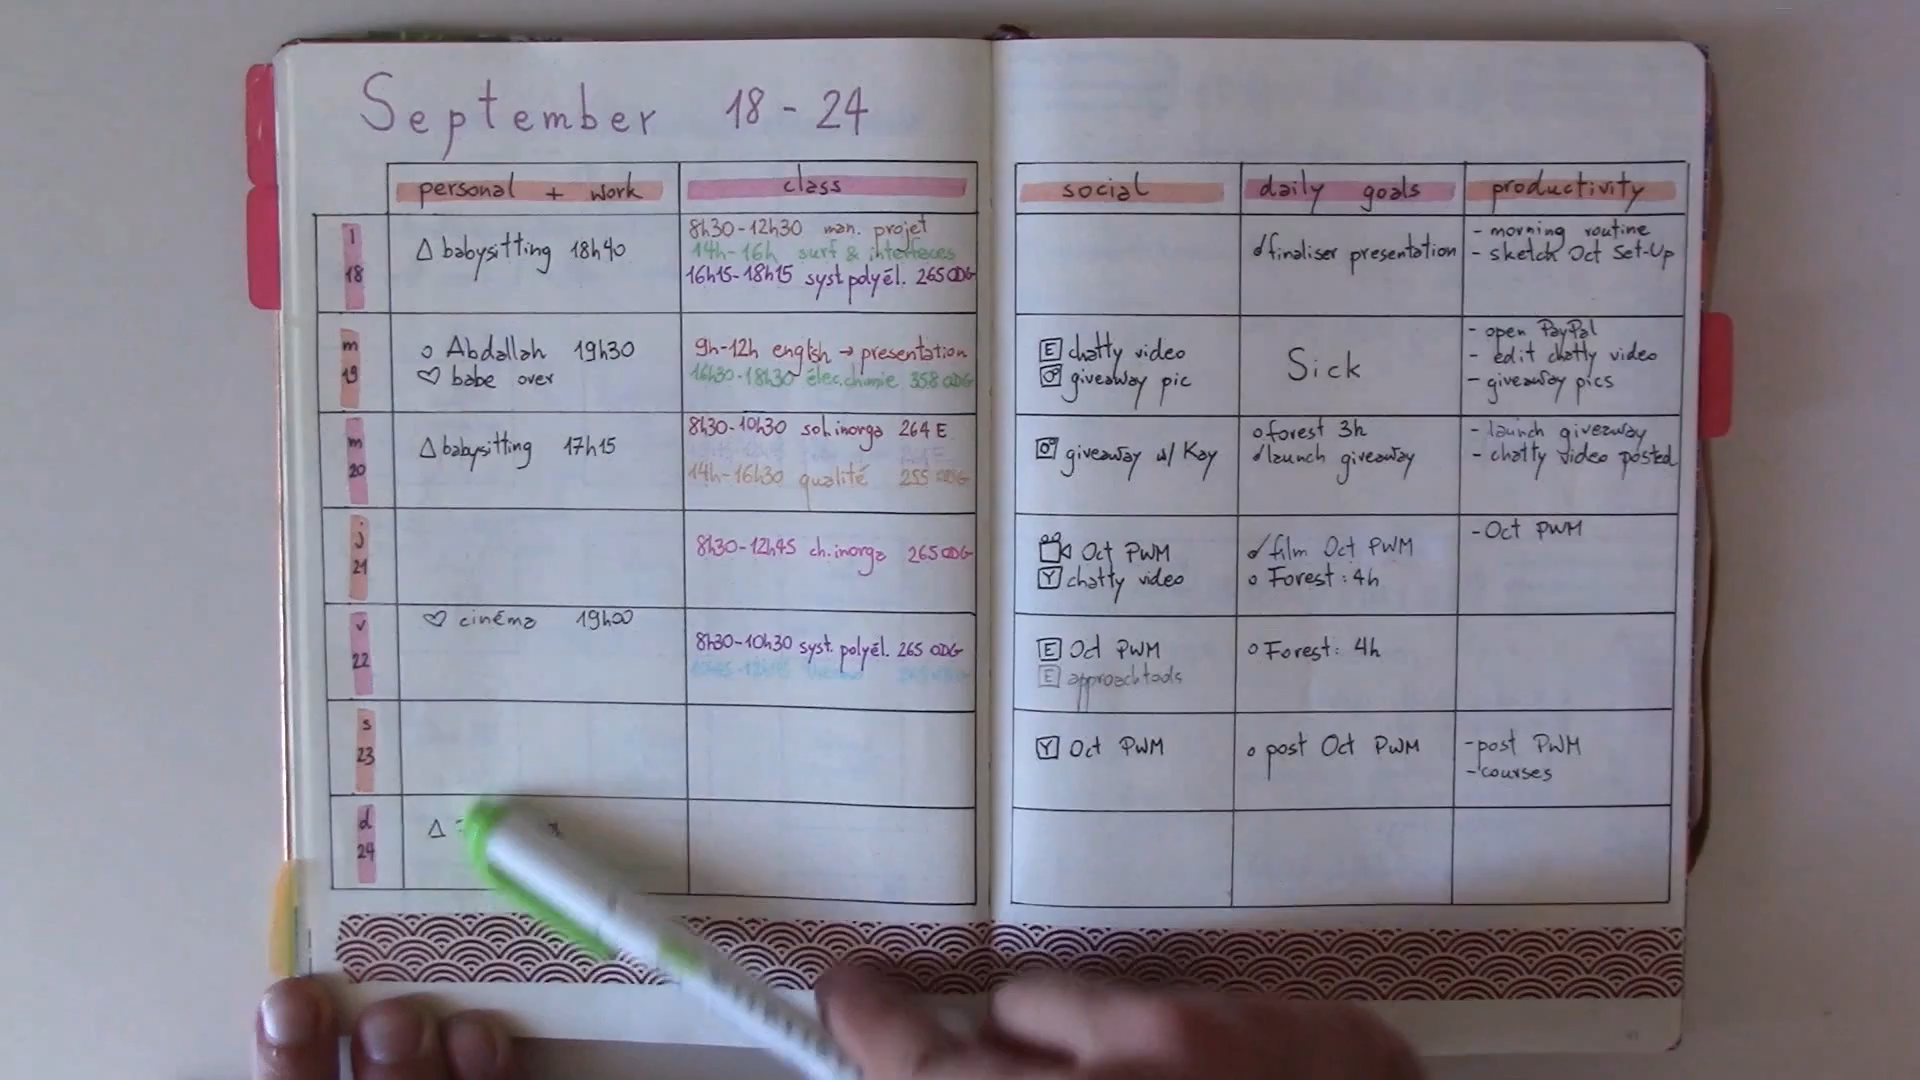 September 18 - 24
personal + work
class
social
daily goals
productivity
l
18
△ babysitting 18h40
8h30-12h30 man. projet
14h-16h surf & interfaces
16h15-18h15 syst polyél. 265 ODG
finaliser presentation
- morning routine
- sketch Oct Set-Up
m
19
o Abdallah 19h30
♡ babe over
9h-12h english → presentation
16h30-18h30 élec.chimie 358 ODG
E chatty video
giveaway pic
Sick
- open PayPal
- edit chatty video
- giveaway pics
m
20
△ babysitting 17h15
8h30-10h30 sol.inorga 264 E
14h-16h30 qualité 255 ODG
giveaway w/ Kay
o forest 3h
launch giveaway
- launch giveaway
- chatty video posted
j
21
8h30-12h45 ch.inorga 265 ODG
Oct PWM
Y chatty video
film Oct PWM
o Forest : 4h
- Oct PWM
v
22
♡ cinéma 19h00
8h30-10h30 syst. polyél. 265 ODG
E Oct PWM
E approachtools
o Forest: 4h
s
23
Y Oct PWM
o post Oct PWM
- post PWM
- courses
d
24
△